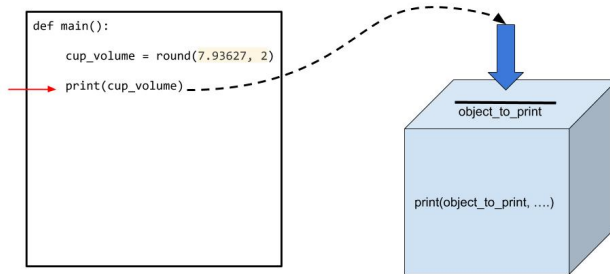 def main():
cup_volume = round(7.93627, 2)
print(cup_volume)
object_to_print
print(object_to_print, ....)